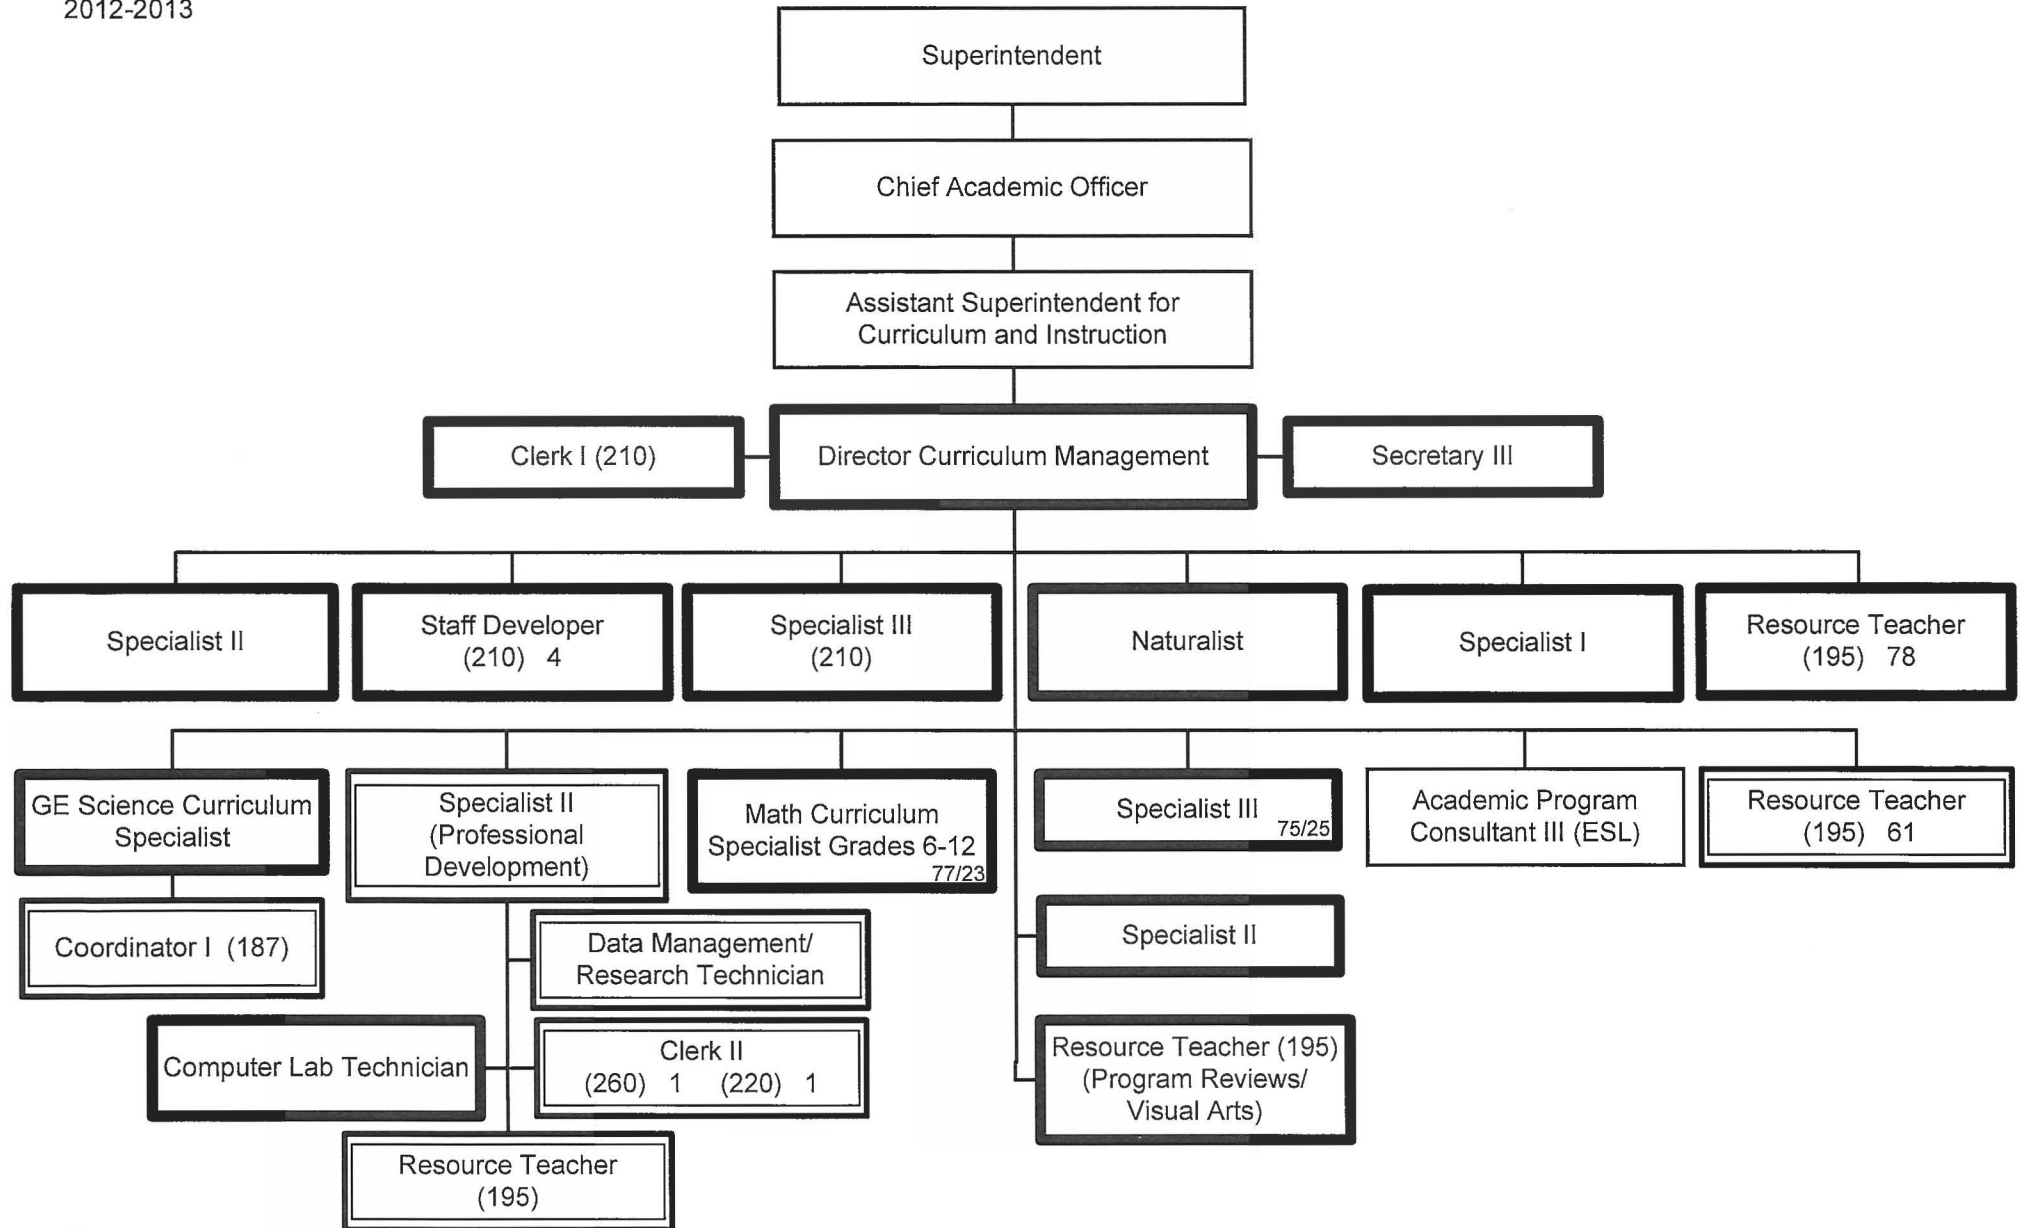 2012-2013
Superintendent
Chief Academic Officer
Assistant Superintendent for
Curriculum and Instruction
Clerk I (210)
Director Curriculum Management
Secretary III
Specialist II
Staff Developer
(210) 4
Specialist III
(210)
Naturalist
Specialist I
Resource Teacher
(195) 78
GE Science Curriculum
Specialist
Specialist II
(Professional
Development)
Math Curriculum
Specialist Grades 6-12
77/23
Specialist III
75/25
Academic Program
Consultant III (ESL)
Resource Teacher
(195) 61
Coordinator I (187)
Data Management/
Research Technician
Specialist II
Computer Lab Technician
Clerk II
(260) 1 (220) 1
Resource Teacher (195)
(Program Reviews/
Visual Arts)
Resource Teacher
(195)